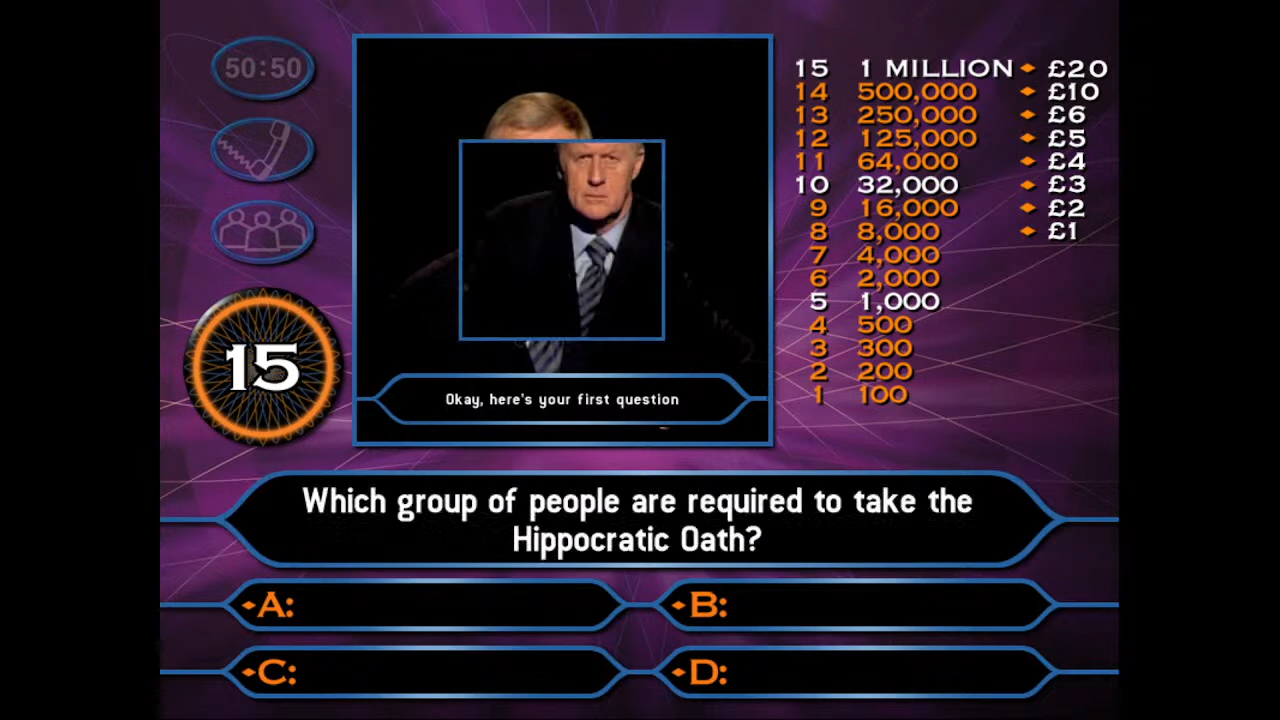 50:50
15
Okay, here's your first question
15 1 MILLION £20
14 500,000 £10
13 250,000 £6
12 125,000 £5
11 64,000 £4
10 32,000 £3
9 16,000 £2
8 8,000 £1
7 4,000
6 2,000
5 1,000
4 500
3 300
2 200
1 100
Which group of people are required to take the
Hippocratic Oath?
A:
B:
C:
D: